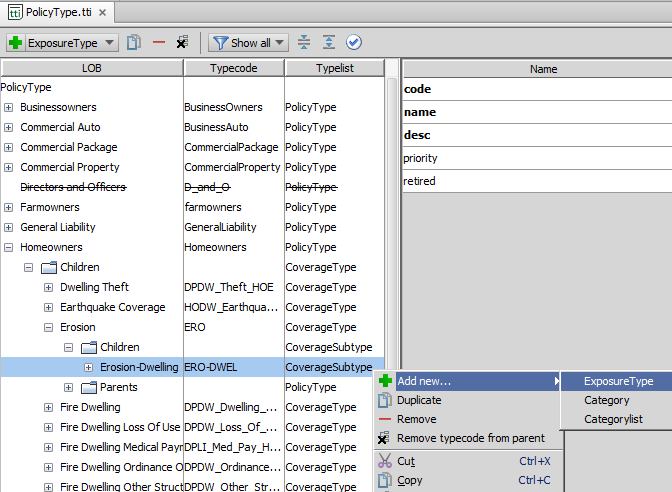 PolicyType.tti
ExposureType Show all
LOB Typecode Typelist Name
PolicyType code
Businessowners BusinessOwners PolicyType name
Commercial Auto BusinessAuto PolicyType desc
Commercial Package CommercialPackage PolicyType priority
Commercial Property CommercialProperty PolicyType retired
Directors and Officers D_and_O PolicyType
Farmowners farmowners PolicyType
General Liability GeneralLiability PolicyType
Homeowners Homeowners PolicyType
Children CoverageType
Dwelling Theft DPDW_Theft_HOE CoverageType
Earthquake Coverage HODW_Earthqua... CoverageType
Erosion ERO CoverageType
Children CoverageSubtype
Erosion-Dwelling ERO-DWEL CoverageSubtype
Parents PolicyType
Fire Dwelling DPDW_Dwelling_... CoverageType
Fire Dwelling Loss Of Use DPDW_Loss_Of_... CoverageType
Fire Dwelling Medical Payr DPLI_Med_Pay_H... CoverageType
Fire Dwelling Ordinance O DPDW_Ordinance... CoverageType
Fire Dwelling Other Struct DPDW_Other_Str... CoverageType
Add new... ExposureType
Duplicate Category
Remove Categorylist
Remove typecode from parent
Cut Ctrl+X
Copy Ctrl+C